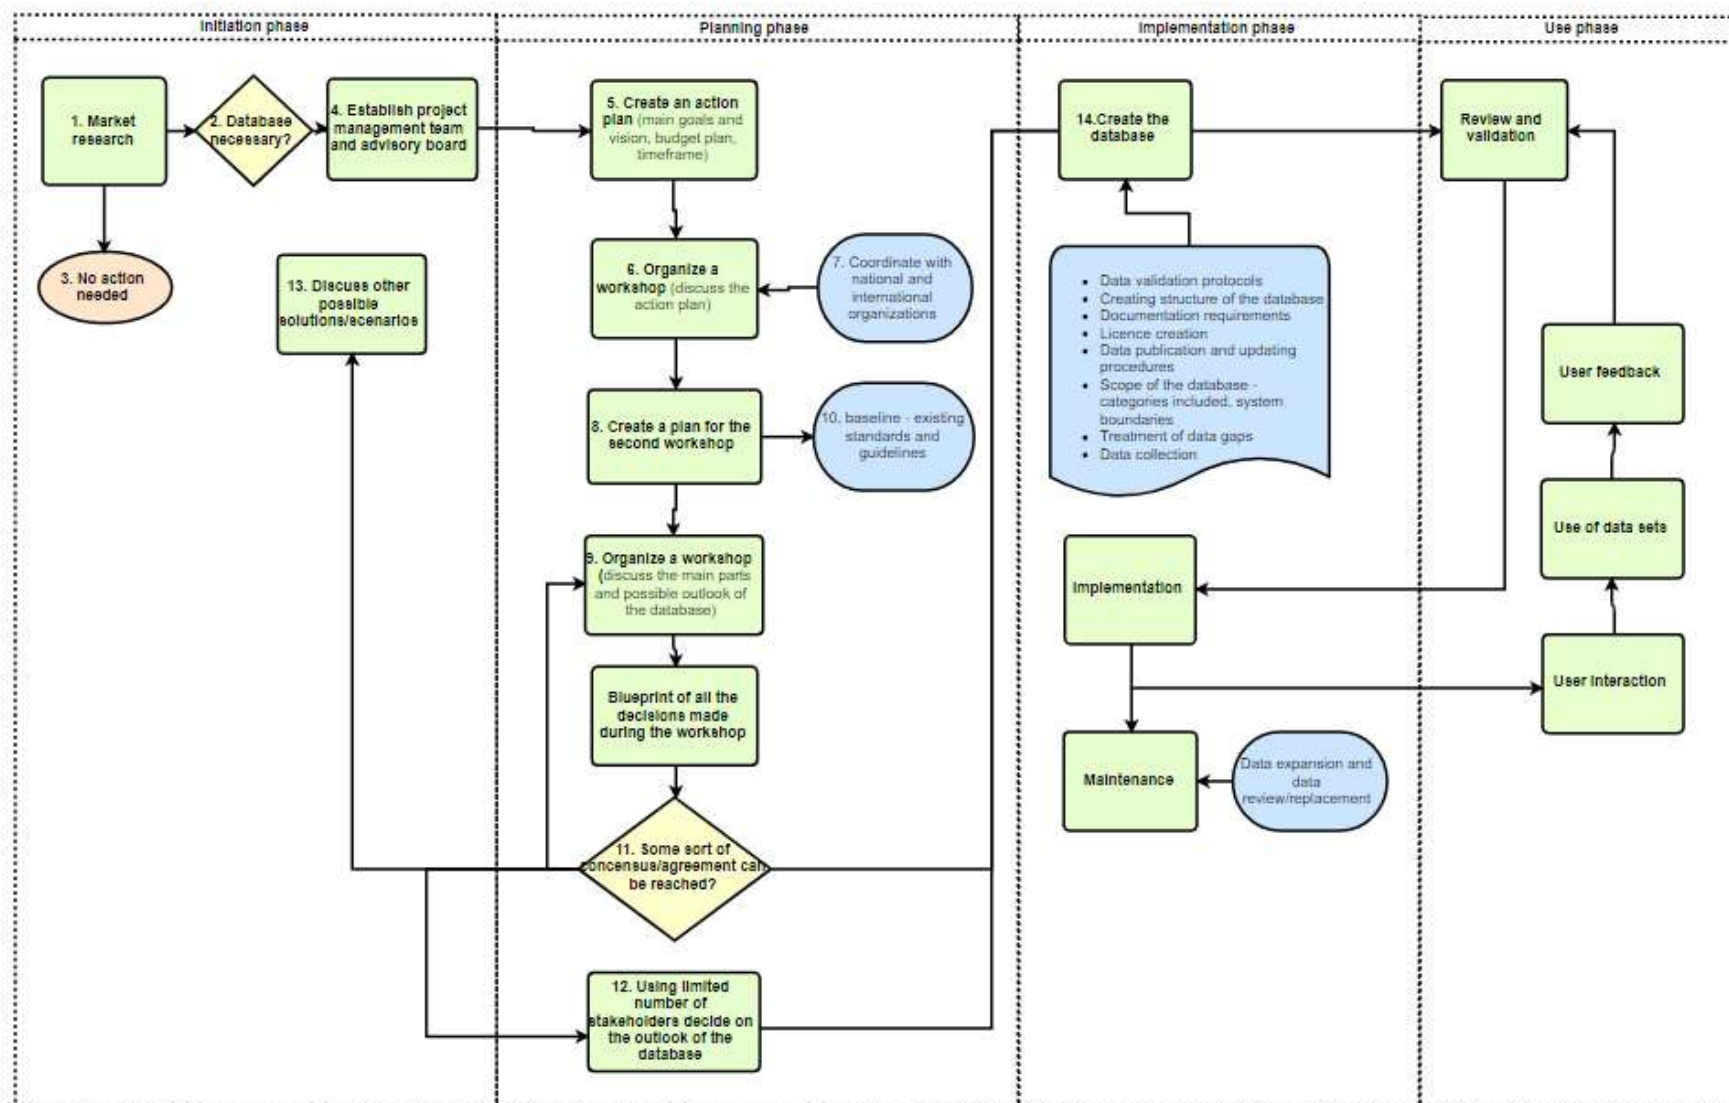 Initiation phase
Planning phase
Implementation phase
Use phase
1. Market
research
2. Database
necessary?
4. Establish project
management team
and advisory board
3. No action
needed
13. Discuss other
possible
solutions/scenarios
5. Create an action
plan (main goals and
vision, budget plan,
timeframe)
6. Organize a
workshop (discuss the
action plan)
7. Coordinate with
national and
international
organizations
8. Create a plan for the
second workshop
10. baseline - existing
standards and
guidelines
9. Organize a workshop
(discuss the main parts
and possible outlook of
the database)
Blueprint of all the
decisions made
during the workshop
11. Some sort of
concensus/agreement can
be reached?
12. Using limited
number of
stakeholders decide on
the outlook of the
database
14.Create the
database
• Data validation protocols
• Creating structure of the database
• Documentation requirements
• Licence creation
• Data publication and updating
procedures
• Scope of the database -
categories included, system
boundaries
• Treatment of data gaps
• Data collection
Implementation
Maintenance
Data expansion and
data
review/replacement
Review and
validation
User feedback
Use of data sets
User interaction